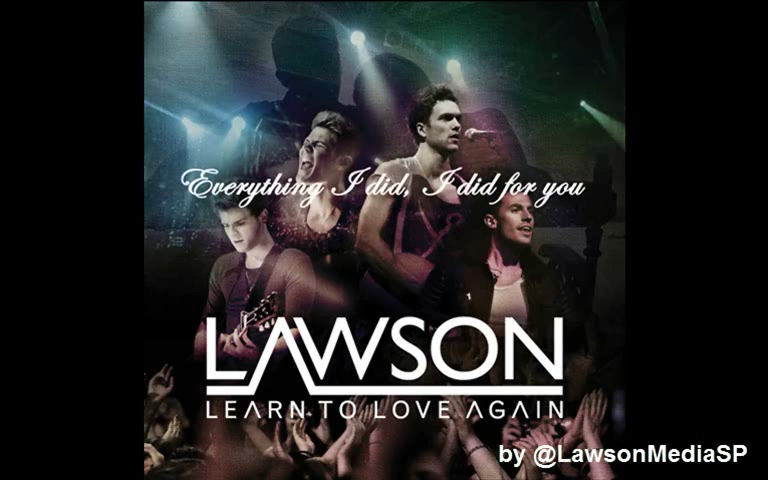 Everything I did, I did for you
LAWSON
LEARN TO LOVE AGAIN
by @LawsonMediaSP